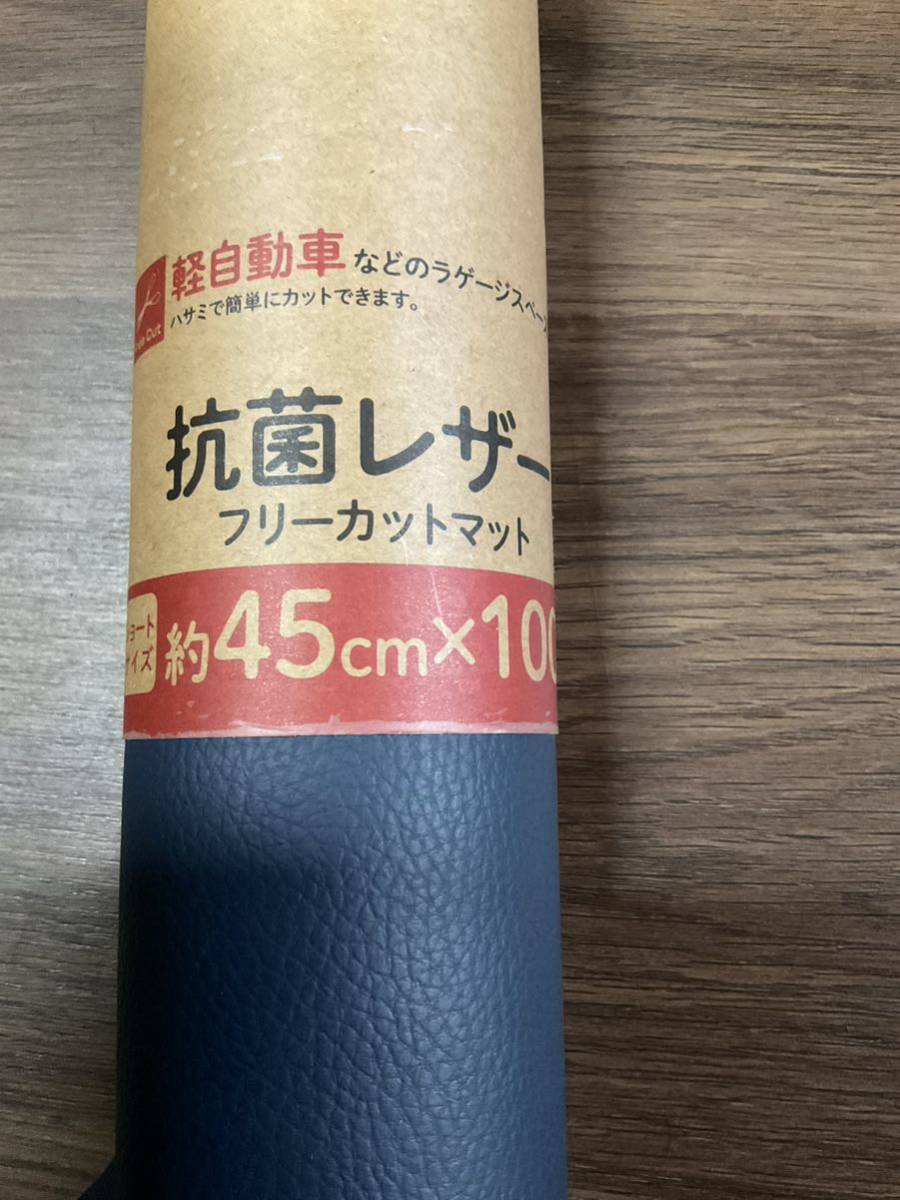 軽自動車などのラゲージスペー
ハサミで簡単にカットできます。
Cut
抗菌レザー
フリーカットマット
ョート
イズ
約45cm×100